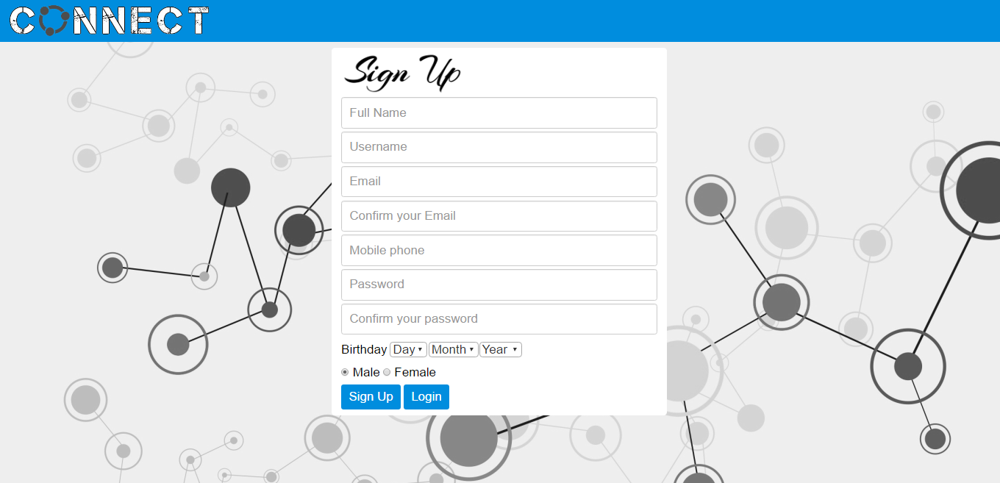 CONNECT
Sign Up
Full Name
Username
Email
Confirm your Email
Mobile phone
Password
Confirm your password
Birthday Day Month Year
Male Female
Sign Up Login